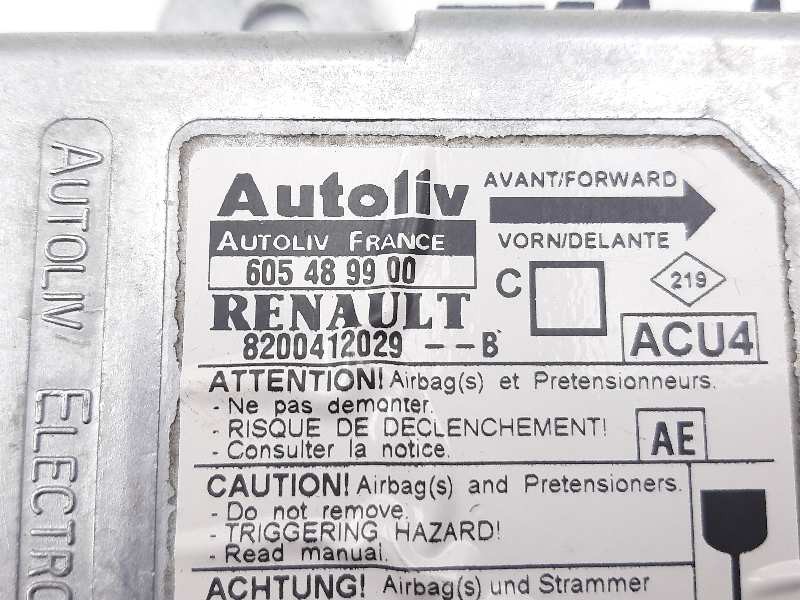 AUTOLIV ELECTRO
Autoliv
AUTOLIV FRANCE
605 48 99 00
RENAULT
8200412029 --B
AVANT/FORWARD
VORN/DELANTE
C
219
ACU4
ATTENTION! Airbag(s) et Pretensionneurs.
- Ne pas demonter.
- RISQUE DE DECLENCHEMENT!
- Consulter la notice.
AE
CAUTION! Airbag(s) and Pretensioners.
- Do not remove.
- TRIGGERING HAZARD!
- Read manual.
ACHTUNG! Airbag(s) und Strammer